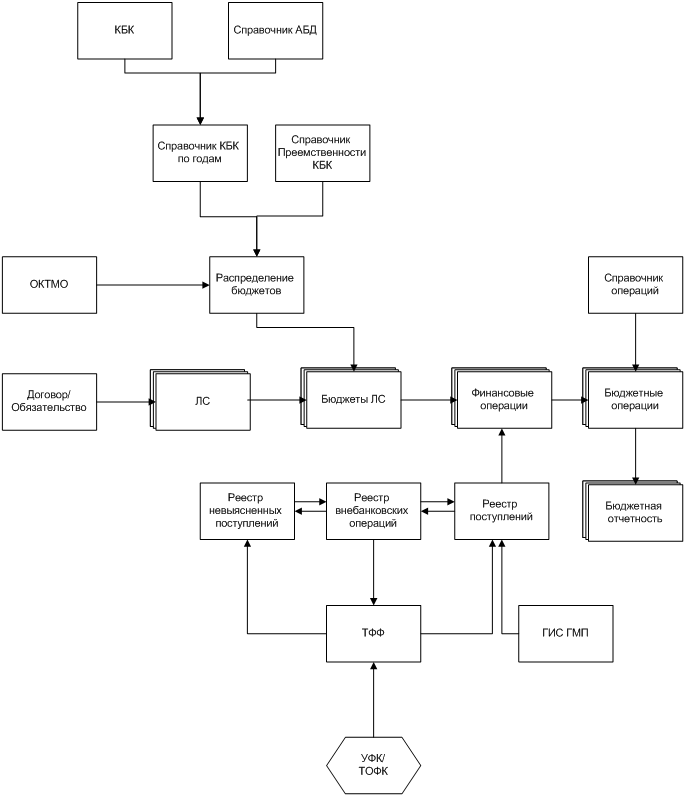 КБК
Справочник АБД
Справочник КБК
по годам
Справочник
Преемственности
КБК
ОКТМО
Распределение
бюджетов
Справочник
операций
Договор/
Обязательство
ЛС
Бюджеты ЛС
Финансовые
операции
Бюджетные
операции
Реестр
невыясненных
поступлений
Реестр
внебанковских
операций
Реестр
поступлений
Бюджетная
отчетность
ТФФ
ГИС ГМП
УФК/
ТОФК